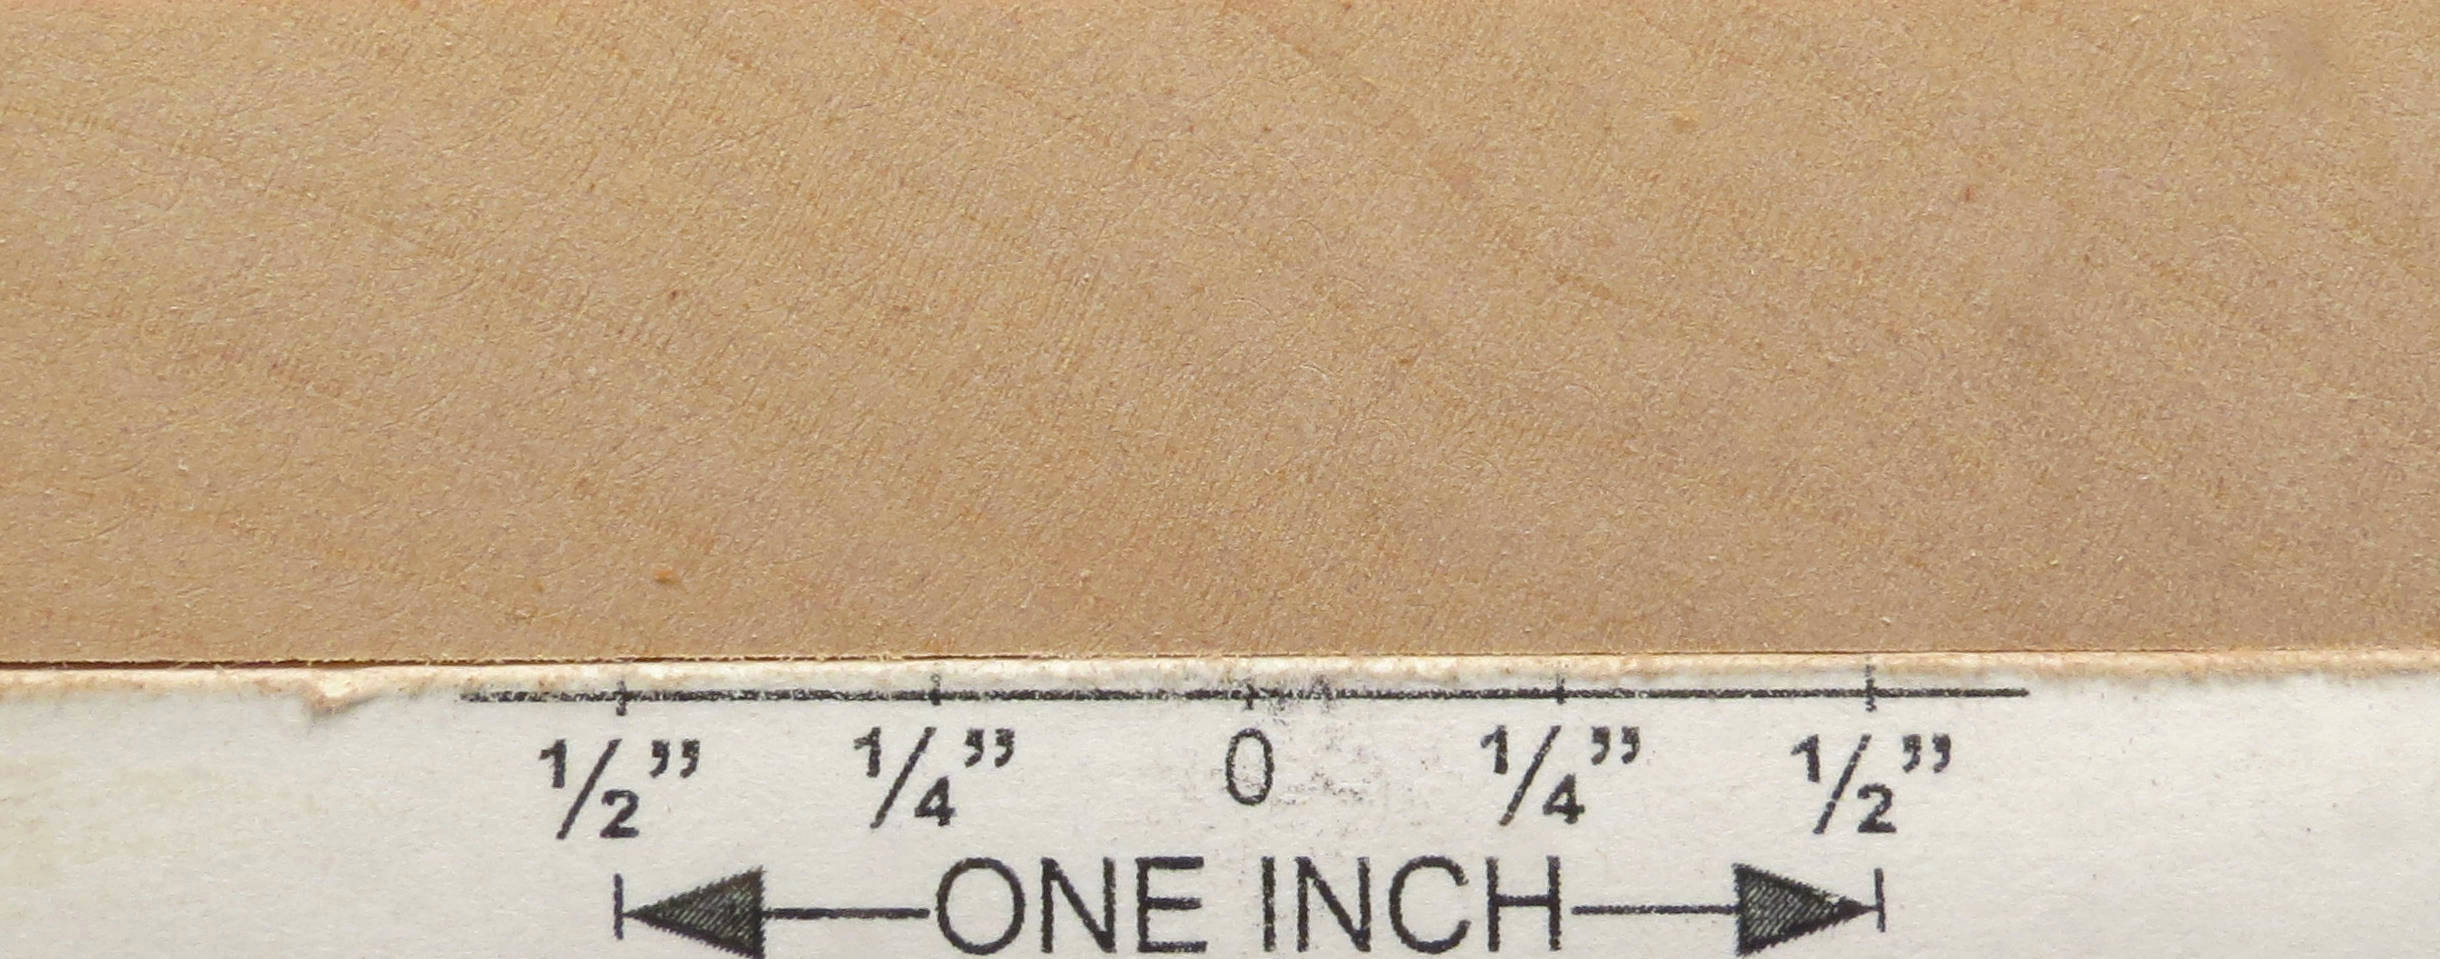 1/2” 1/4” 0 1/4” 1/2”
ONE INCH